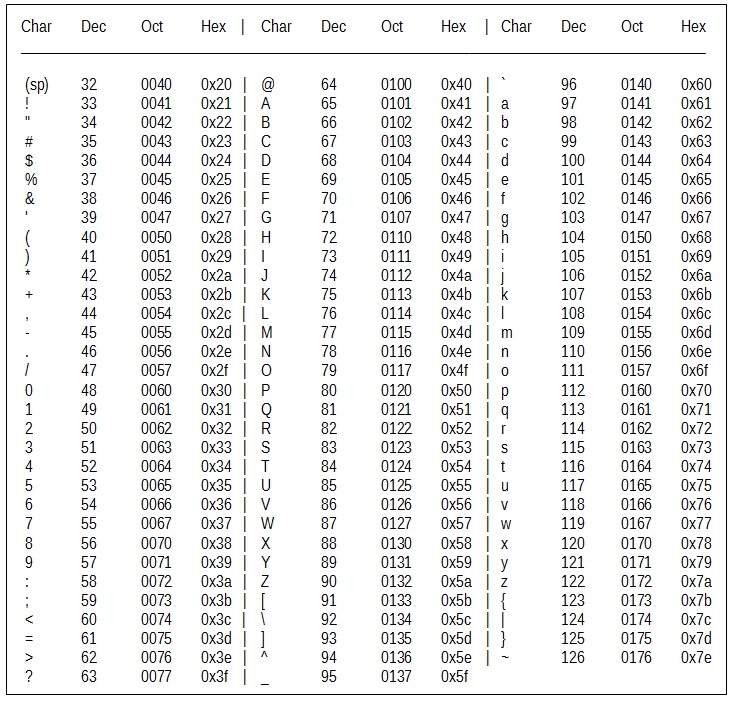 Char Dec Oct Hex | Char Dec Oct Hex | Char Dec Oct Hex
(sp) 32 0040 0x20 | @ 64 0100 0x40 | ` 96 0140 0x60
! 33 0041 0x21 | A 65 0101 0x41 | a 97 0141 0x61
" 34 0042 0x22 | B 66 0102 0x42 | b 98 0142 0x62
# 35 0043 0x23 | C 67 0103 0x43 | c 99 0143 0x63
$ 36 0044 0x24 | D 68 0104 0x44 | d 100 0144 0x64
% 37 0045 0x25 | E 69 0105 0x45 | e 101 0145 0x65
& 38 0046 0x26 | F 70 0106 0x46 | f 102 0146 0x66
' 39 0047 0x27 | G 71 0107 0x47 | g 103 0147 0x67
( 40 0050 0x28 | H 72 0110 0x48 | h 104 0150 0x68
) 41 0051 0x29 | I 73 0111 0x49 | i 105 0151 0x69
* 42 0052 0x2a | J 74 0112 0x4a | j 106 0152 0x6a
+ 43 0053 0x2b | K 75 0113 0x4b | k 107 0153 0x6b
, 44 0054 0x2c | L 76 0114 0x4c | l 108 0154 0x6c
- 45 0055 0x2d | M 77 0115 0x4d | m 109 0155 0x6d
. 46 0056 0x2e | N 78 0116 0x4e | n 110 0156 0x6e
/ 47 0057 0x2f | O 79 0117 0x4f | o 111 0157 0x6f
0 48 0060 0x30 | P 80 0120 0x50 | p 112 0160 0x70
1 49 0061 0x31 | Q 81 0121 0x51 | q 113 0161 0x71
2 50 0062 0x32 | R 82 0122 0x52 | r 114 0162 0x72
3 51 0063 0x33 | S 83 0123 0x53 | s 115 0163 0x73
4 52 0064 0x34 | T 84 0124 0x54 | t 116 0164 0x74
5 53 0065 0x35 | U 85 0125 0x55 | u 117 0165 0x75
6 54 0066 0x36 | V 86 0126 0x56 | v 118 0166 0x76
7 55 0067 0x37 | W 87 0127 0x57 | w 119 0167 0x77
8 56 0070 0x38 | X 88 0130 0x58 | x 120 0170 0x78
9 57 0071 0x39 | Y 89 0131 0x59 | y 121 0171 0x79
: 58 0072 0x3a | Z 90 0132 0x5a | z 122 0172 0x7a
; 59 0073 0x3b | [ 91 0133 0x5b | { 123 0173 0x7b
< 60 0074 0x3c | \ 92 0134 0x5c | | 124 0174 0x7c
= 61 0075 0x3d | ] 93 0135 0x5d | } 125 0175 0x7d
> 62 0076 0x3e | ^ 94 0136 0x5e | ~ 126 0176 0x7e
? 63 0077 0x3f | _ 95 0137 0x5f